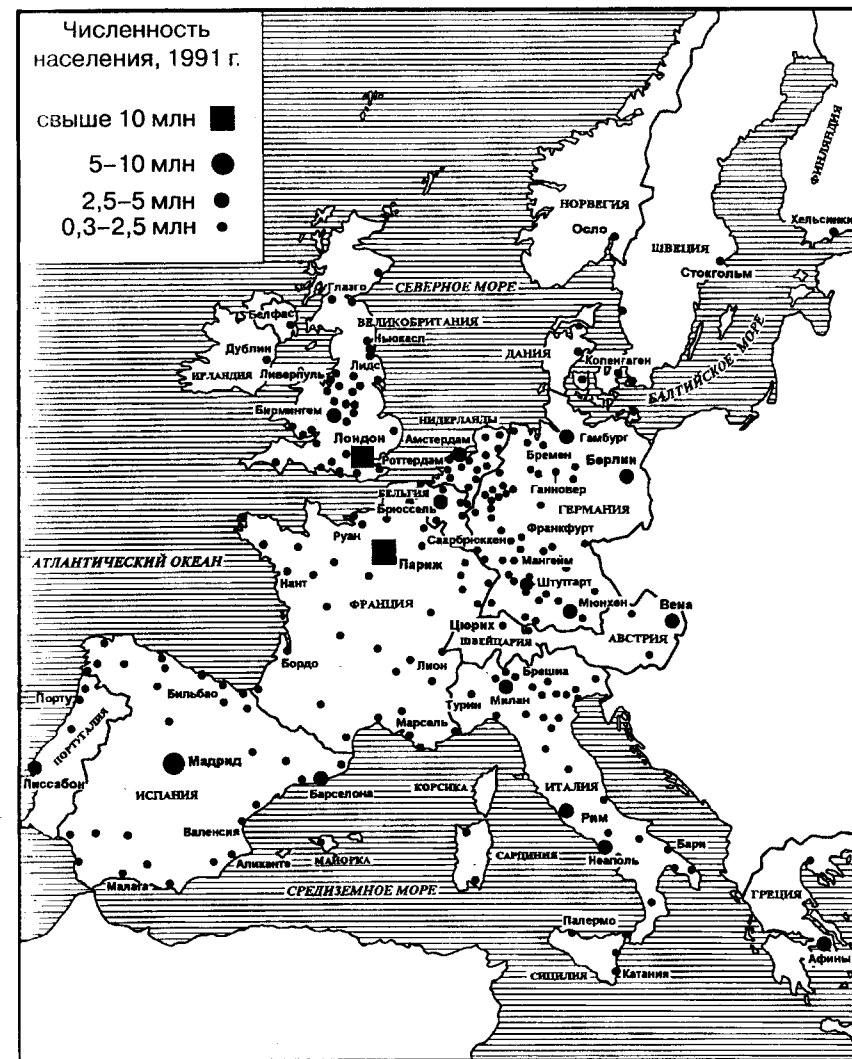 Численность
населения, 1991 г.
свыше 10 млн
5–10 млн
2,5–5 млн
0,3–2,5 млн
ФИНЛЯНДИЯ
НОРВЕГИЯ
Хельсинки
Осло
ШВЕЦИЯ
Стокгольм
Глазго
СЕВЕРНОЕ МОРЕ
Белфас
ВЕЛИКОБРИТАНИЯ
Ньюкасл
Дублин
ДАНИЯ
Копенгаген
БАЛТИЙСКОЕ МОРЕ
ИРЛАНДИЯ
Ливерпуль
Лидс
Бирмингем
НИДЕРЛАНДЫ
Лондон
Амстердам
Гамбург
Бремен
Роттердам
Берлин
Ганновер
БЕЛЬГИЯ
Брюссель
ГЕРМАНИЯ
Руан
Саарбрюккен
Франкфурт
АТЛАНТИЧЕСКИЙ ОКЕАН
Париж
Мангейм
Нант
Штутгарт
ФРАНЦИЯ
Мюнхен
Вена
Цюрих
ШВЕЙЦАРИЯ
АВСТРИЯ
Бордо
Лион
Брешиа
Порту
Бильбао
Турин
Милан
ПОРТУГАЛИЯ
Марсель
Мадрид
Лиссабон
ИСПАНИЯ
Барселона
КОРСИКА
ИТАЛИЯ
Рим
Валенсия
Бари
Аликанте
МАЙОРКА
САРДИНИЯ
Неаполь
Малага
СРЕДИЗЕМНОЕ МОРЕ
ГРЕЦИЯ
Палермо
Афины
СИЦИЛИЯ
Катания